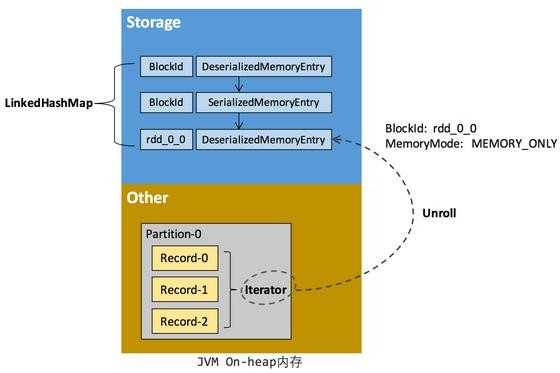 Storage
BlockId DeserializedMemoryEntry
LinkedHashMap
BlockId SerializedMemoryEntry
rdd_0_0 DeserializedMemoryEntry
BlockId: rdd_0_0
MemoryMode: MEMORY_ONLY
Other
Unroll
Partition-0
Record-0
Record-1
Iterator
Record-2
JVM On-heap内存